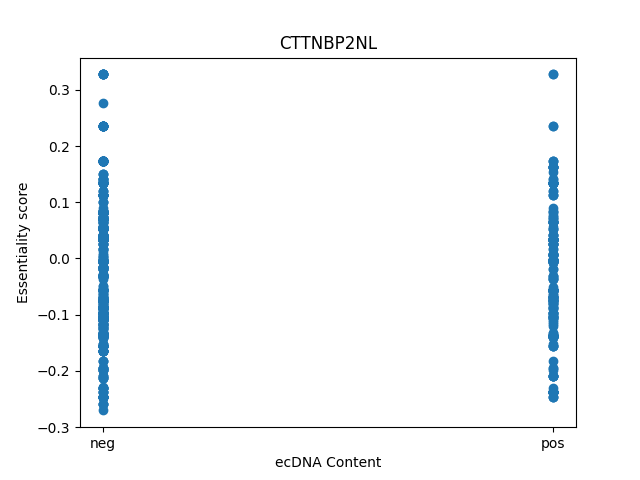 CTTNBP2NL
0.3
0.2
0.1
0.0
−0.1
−0.2
−0.3
Essentiality score
neg
pos
ecDNA Content